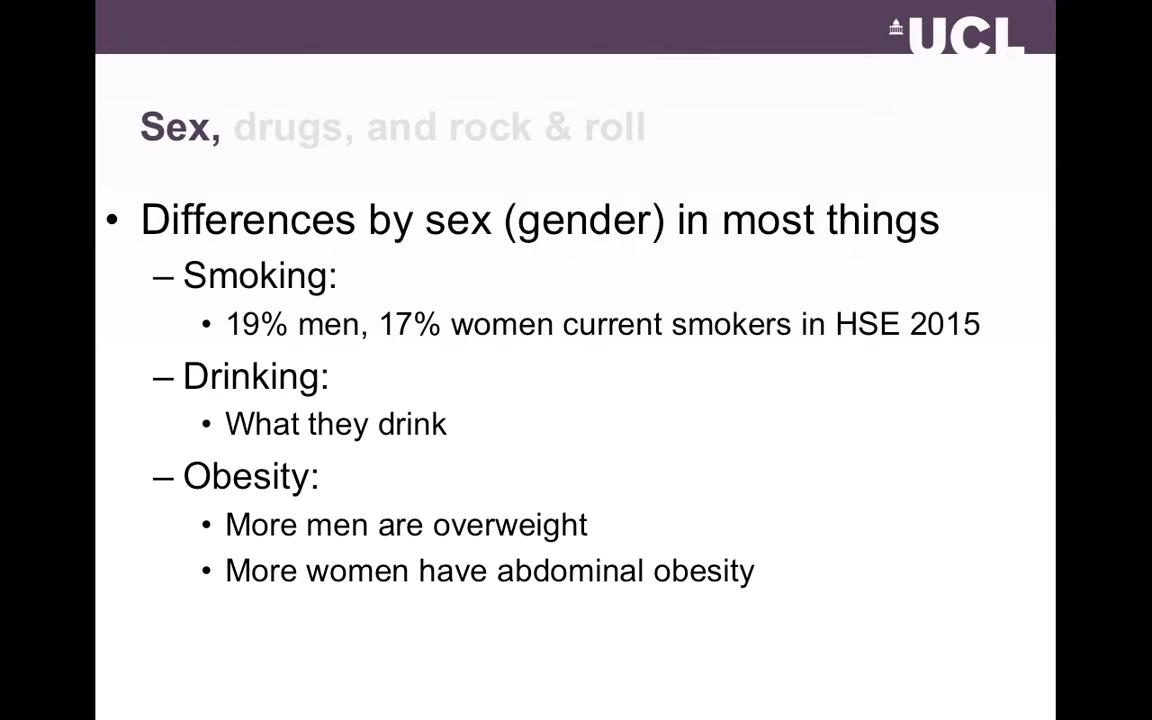 UCL
Sex, drugs, and rock & roll
• Differences by sex (gender) in most things
– Smoking:
• 19% men, 17% women current smokers in HSE 2015
– Drinking:
• What they drink
– Obesity:
• More men are overweight
• More women have abdominal obesity